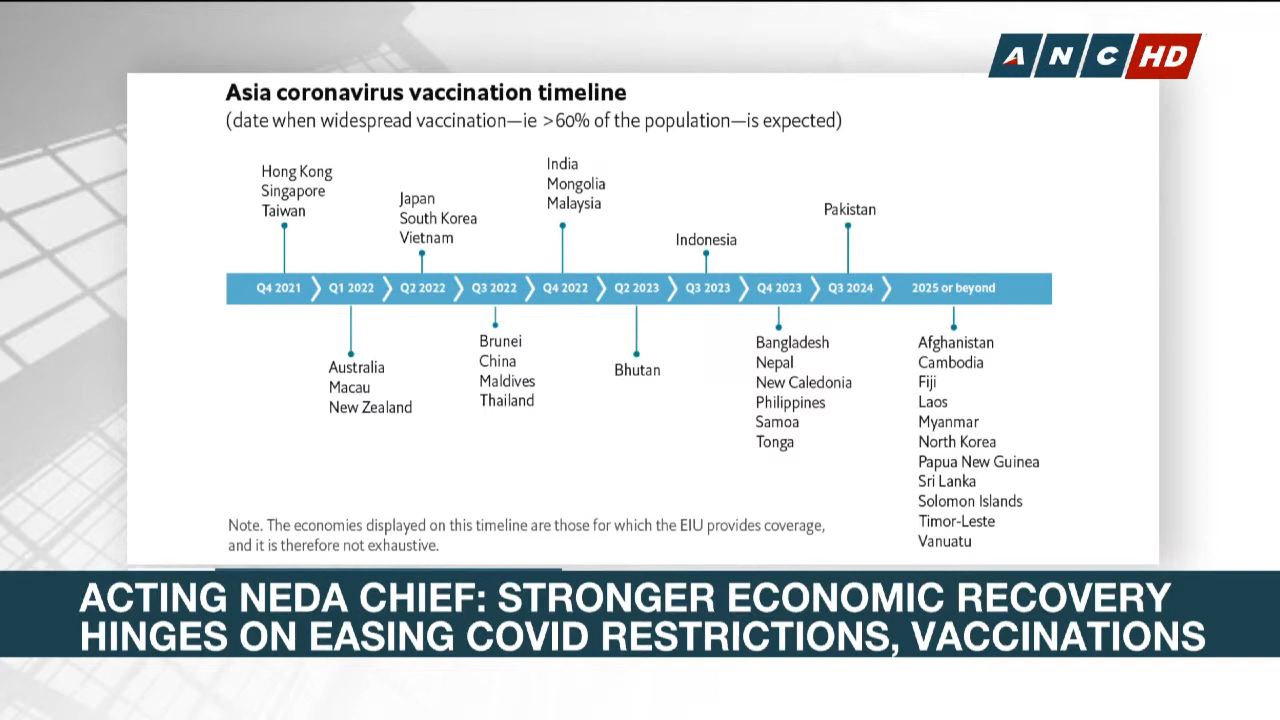 ANC HD
Asia coronavirus vaccination timeline
(date when widespread vaccination—ie >60% of the population—is expected)
Hong Kong
Singapore
Taiwan
Japan
South Korea
Vietnam
India
Mongolia
Malaysia
Indonesia
Pakistan
Q4 2021
Q1 2022
Q2 2022
Q3 2022
Q4 2022
Q2 2023
Q3 2023
Q4 2023
Q3 2024
2025 or beyond
Australia
Macau
New Zealand
Brunei
China
Maldives
Thailand
Bhutan
Bangladesh
Nepal
New Caledonia
Philippines
Samoa
Tonga
Afghanistan
Cambodia
Fiji
Laos
Myanmar
North Korea
Papua New Guinea
Sri Lanka
Solomon Islands
Timor-Leste
Vanuatu
Note. The economies displayed on this timeline are those for which the EIU provides coverage,
and it is therefore not exhaustive.
ACTING NEDA CHIEF: STRONGER ECONOMIC RECOVERY
HINGES ON EASING COVID RESTRICTIONS, VACCINATIONS